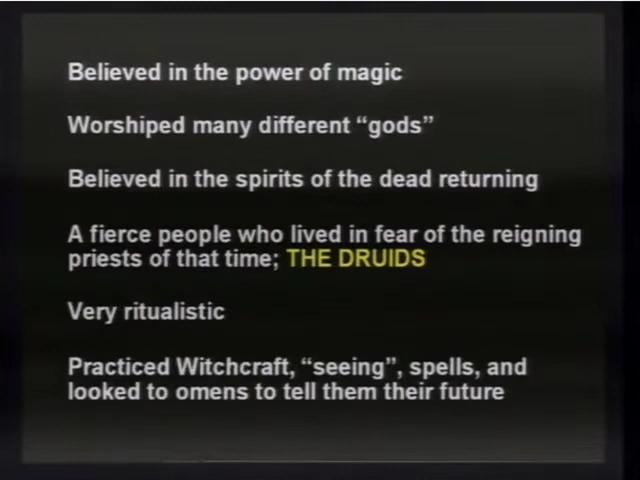 Believed in the power of magic
Worshiped many different “gods”
Believed in the spirits of the dead returning
A fierce people who lived in fear of the reigning
priests of that time; THE DRUIDS
Very ritualistic
Practiced Witchcraft, “seeing”, spells, and
looked to omens to tell them their future